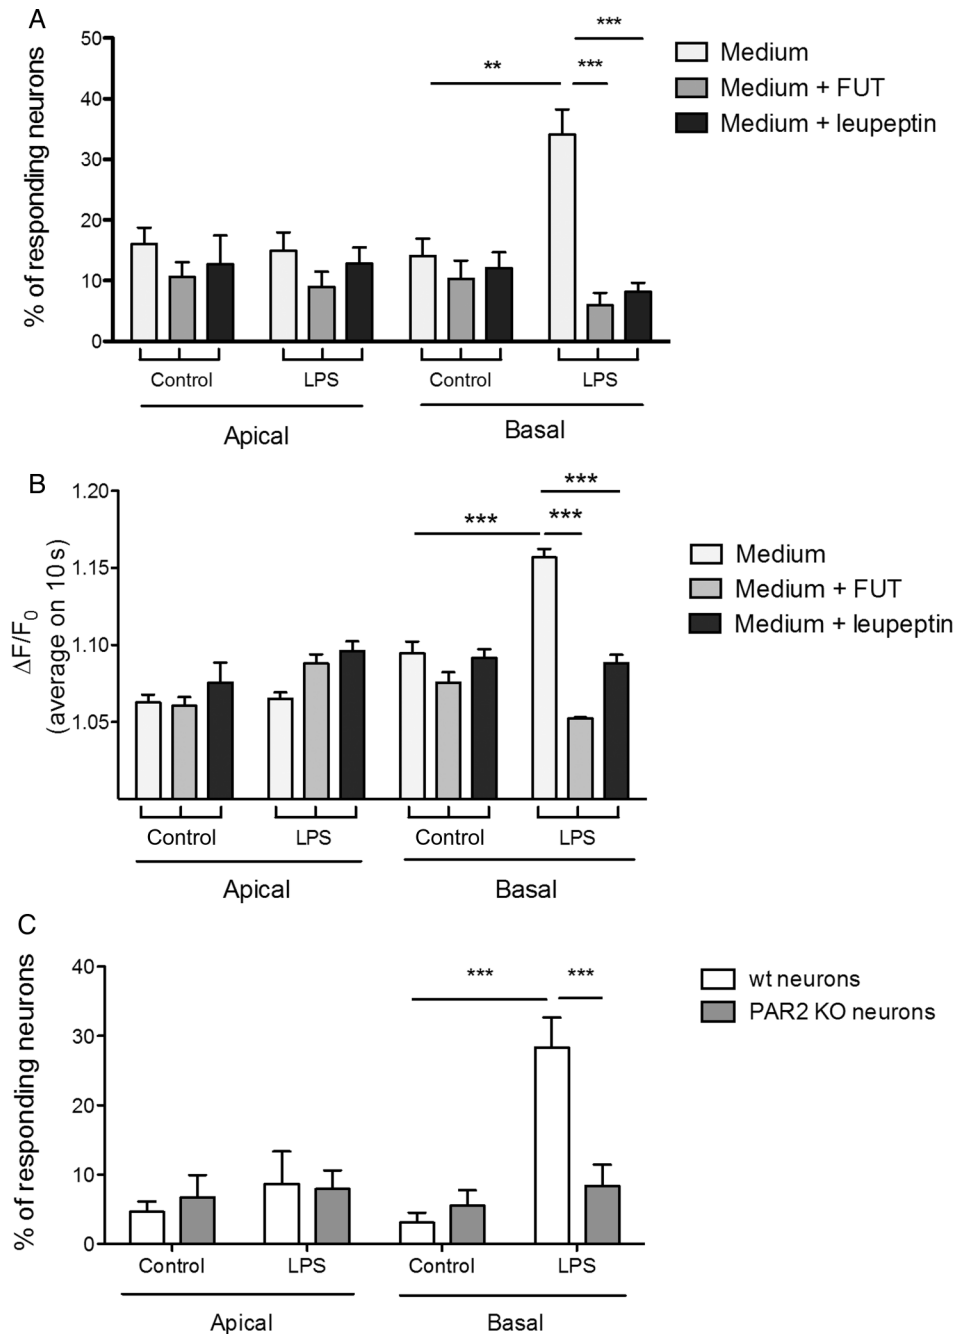 A
% of responding neurons
50
40
30
20
10
0
**
***
***
Medium
Medium + FUT
Medium + leupeptin
Control
LPS
Control
LPS
Apical
Basal
B
ΔF/F0
(average on 10 s)
1.20
1.15
1.10
1.05
***
***
***
Medium
Medium + FUT
Medium + leupeptin
Control
LPS
Control
LPS
Apical
Basal
C
% of responding neurons
40
30
20
10
0
***
***
wt neurons
PAR2 KO neurons
Control
LPS
Control
LPS
Apical
Basal